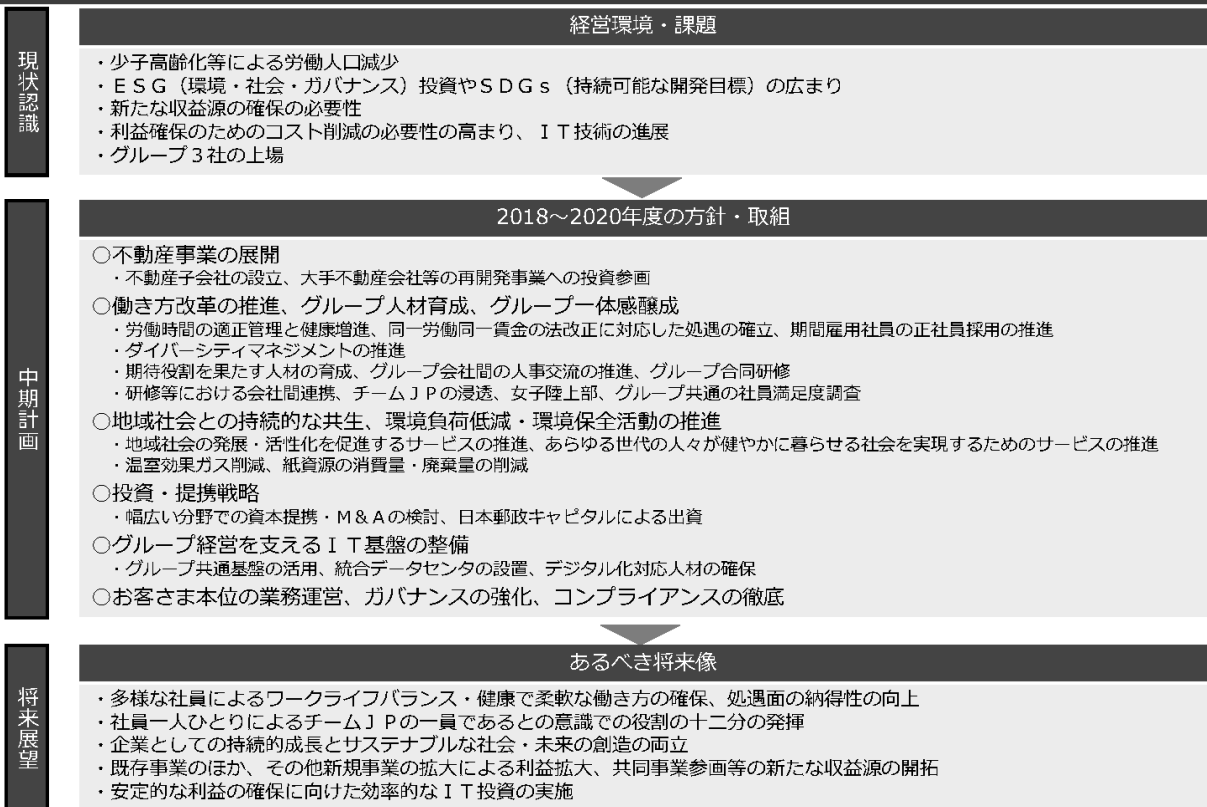 現状認識
経営環境・課題
・少子高齢化等による労働人口減少
・ＥＳＧ（環境・社会・ガバナンス）投資やＳＤＧｓ（持続可能な開発目標）の広まり
・新たな収益源の確保の必要性
・利益確保のためのコスト削減の必要性の高まり、ＩＴ技術の進展
・グループ３社の上場
中期計画
2018～2020年度の方針・取組
○不動産事業の展開
・不動産子会社の設立、大手不動産会社等の再開発事業への投資参画
○働き方改革の推進、グループ人材育成、グループ一体感醸成
・労働時間の適正管理と健康増進、同一労働同一賃金の法改正に対応した処遇の確立、期間雇用社員の正社員採用の推進
・ダイバーシティマネジメントの推進
・期待役割を果たす人材の育成、グループ会社間の人事交流の推進、グループ合同研修
・研修等における会社間連携、チームＪＰの浸透、女子陸上部、グループ共通の社員満足度調査
○地域社会との持続的な共生、環境負荷低減・環境保全活動の推進
・地域社会の発展・活性化を促進するサービスの推進、あらゆる世代の人々が健やかに暮らせる社会を実現するためのサービスの推進
・温室効果ガス削減、紙資源の消費量・廃棄量の削減
○投資・提携戦略
・幅広い分野での資本提携・Ｍ＆Ａの検討、日本郵政キャピタルによる出資
○グループ経営を支えるＩＴ基盤の整備
・グループ共通基盤の活用、統合データセンタの設置、デジタル化対応人材の確保
○お客さま本位の業務運営、ガバナンスの強化、コンプライアンスの徹底
将来展望
あるべき将来像
・多様な社員によるワークライフバランス・健康で柔軟な働き方の確保、処遇面の納得性の向上
・社員一人ひとりによるチームＪＰの一員であるとの意識での役割の十二分の発揮
・企業としての持続的成長とサステナブルな社会・未来の創造の両立
・既存事業のほか、その他新規事業の拡大による利益拡大、共同事業参画等の新たな収益源の開拓
・安定的な利益の確保に向けた効率的なＩＴ投資の実施